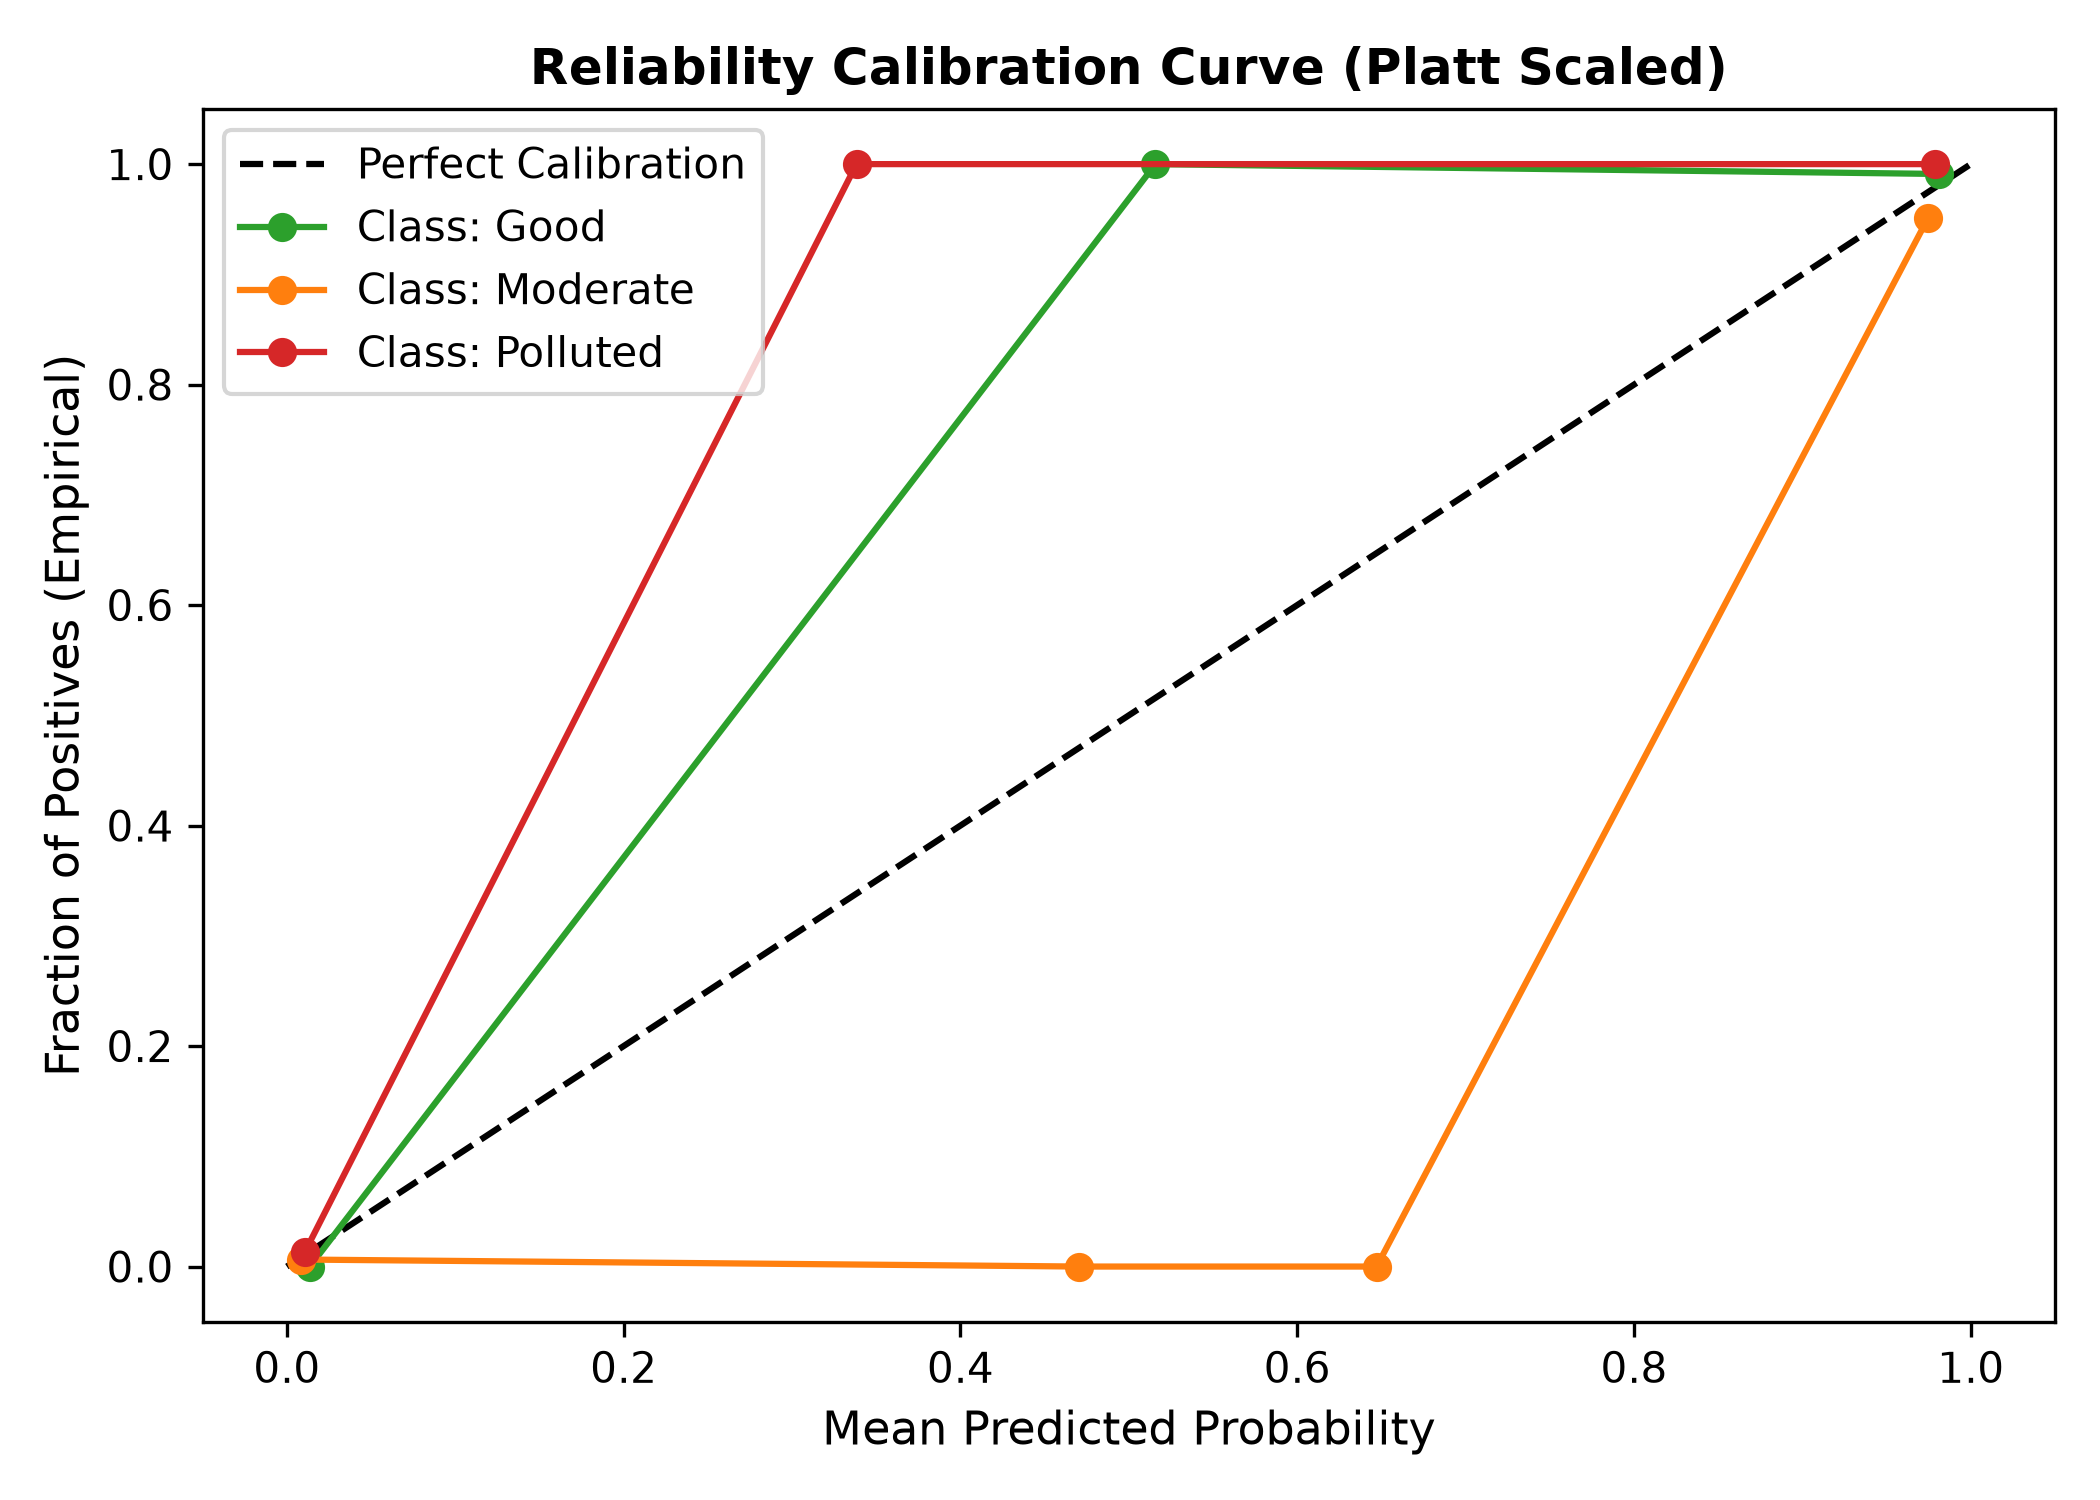 Reliability Calibration Curve (Platt Scaled)
Perfect Calibration
Class: Good
Class: Moderate
Class: Polluted
Fraction of Positives (Empirical)
1.0
0.8
0.6
0.4
0.2
0.0
0.0 0.2 0.4 0.6 0.8 1.0
Mean Predicted Probability